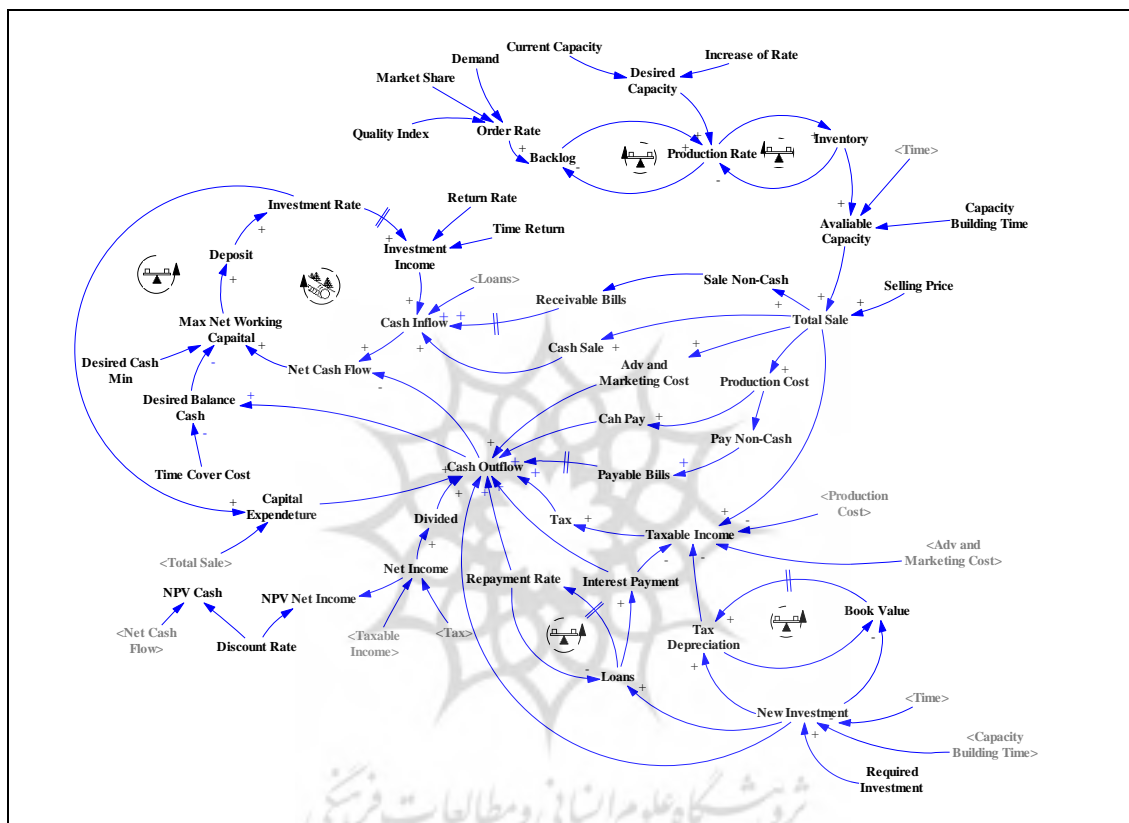 Current Capacity
Increase of Rate
Demand
Desired
Capacity
Market Share
Quality Index
Order Rate
Backlog
Production Rate
Inventory
<Time>
Capacity
Building Time
Avaliable
Capacity
Investment Rate
Return Rate
Time Return
Investment
Income
Deposit
<Loans>
Sale Non-Cash
Selling Price
Receivable Bills
Max Net Working
Capaital
Cash Inflow
Total Sale
Cash Sale
Desired Cash
Min
Net Cash Flow
Adv and
Marketing Cost
Production Cost
Desired Balance
Cash
Cah Pay
Pay Non-Cash
Time Cover Cost
Cash Outflow
Payable Bills
Capital
Expendeture
Divided
Tax
Taxable Income
<Production
Cost>
<Adv and
Marketing Cost>
<Total Sale>
Net Income
Repayment Rate
Interest Payment
NPV Cash
NPV Net Income
Book Value
<Net Cash
Flow>
Discount Rate
<Taxable
Income>
<Tax>
Tax
Depreciation
Loans
New Investment
<Time>
<Capacity
Building Time>
Required
Investment
پژوهشگاه علوم انسانی و مطالعات فرهنگی